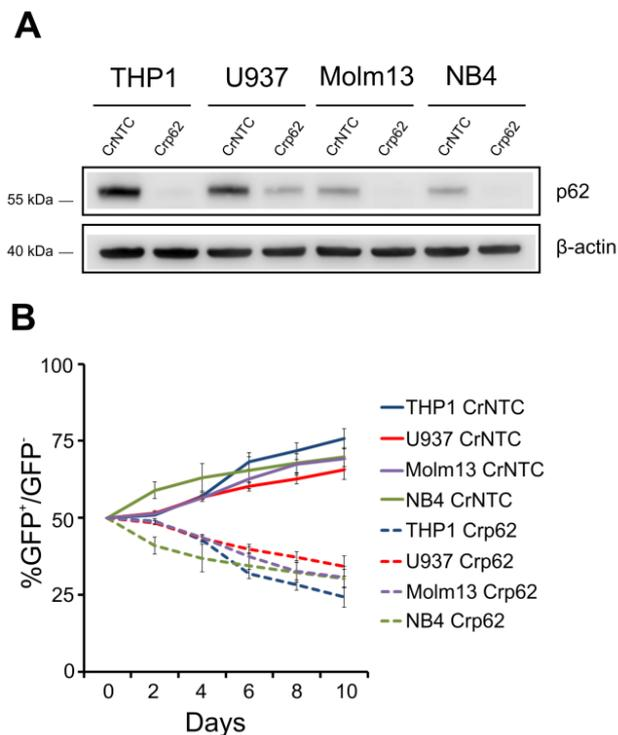 A
THP1 U937 Molm13 NB4
CrNTC Crp62 CrNTC Crp62 CrNTC Crp62 CrNTC Crp62
55 kDa p62
40 kDa β-actin
B
100
75
50
25
0
%GFP⁺/GFP⁻
0 2 4 6 8 10
Days
THP1 CrNTC
U937 CrNTC
Molm13 CrNTC
NB4 CrNTC
THP1 Crp62
U937 Crp62
Molm13 Crp62
NB4 Crp62